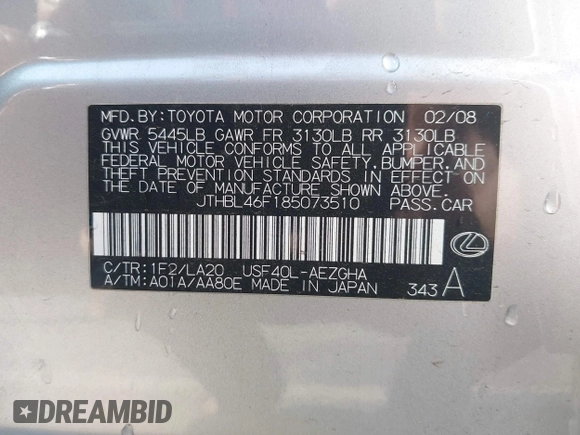 MFD.BY:TOYOTA MOTOR CORPORATION 02/08
GVWR 5445LB GAWR FR 3130LB RR 3130LB
THIS VEHICLE CONFORMS TO ALL APPLICABLE
FEDERAL MOTOR VEHICLE SAFETY, BUMPER, AND
THEFT PREVENTION STANDARDS IN EFFECT ON
THE DATE OF MANUFACTURE SHOWN ABOVE.
JTHBL46F185073510 PASS.CAR
C/TR:1F2/LA20 USF40L-AEZGHA
A/TM:A01A/AA80E MADE IN JAPAN 343 A
DREAMBID